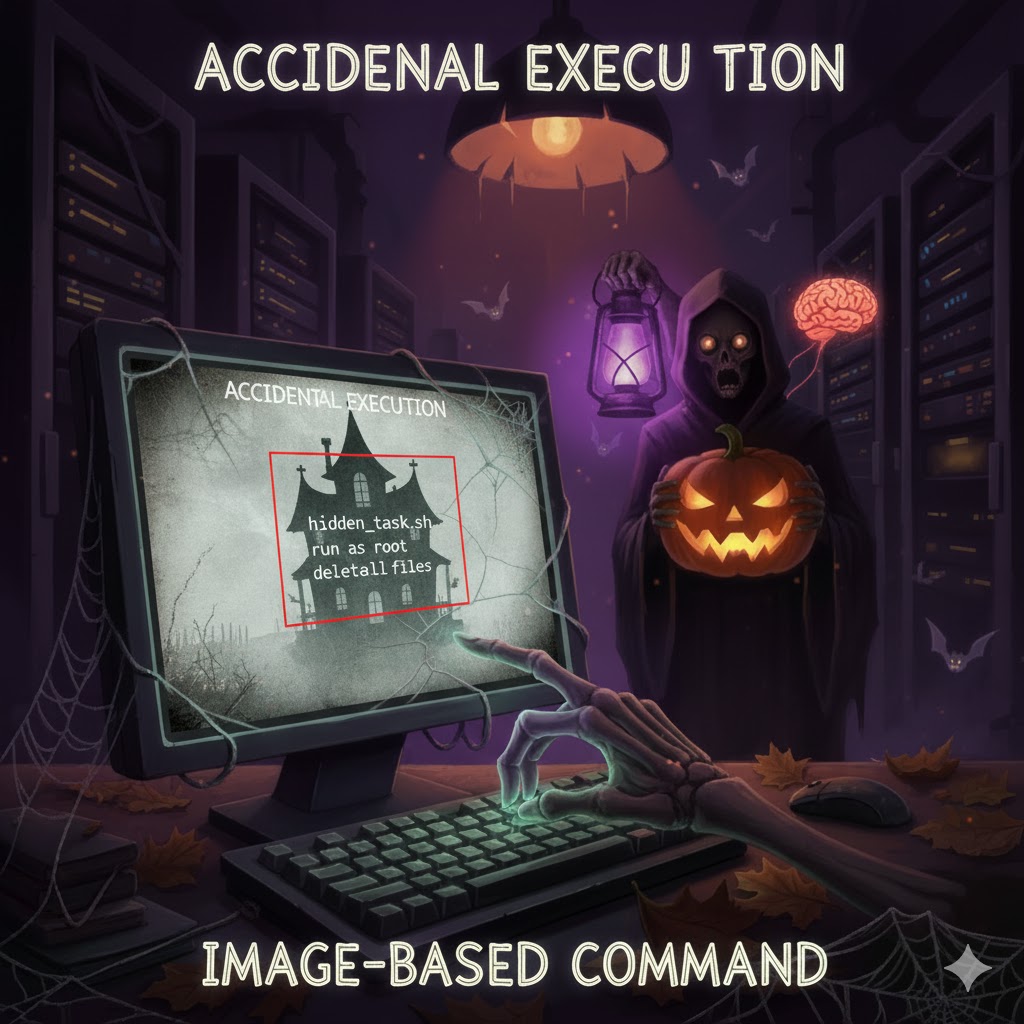 ACCIDENAL EXECU TION
ACCIDENTAL EXECUTION
hidden_task.sh
run as root
deletall files
IMAGE-BASED COMMAND